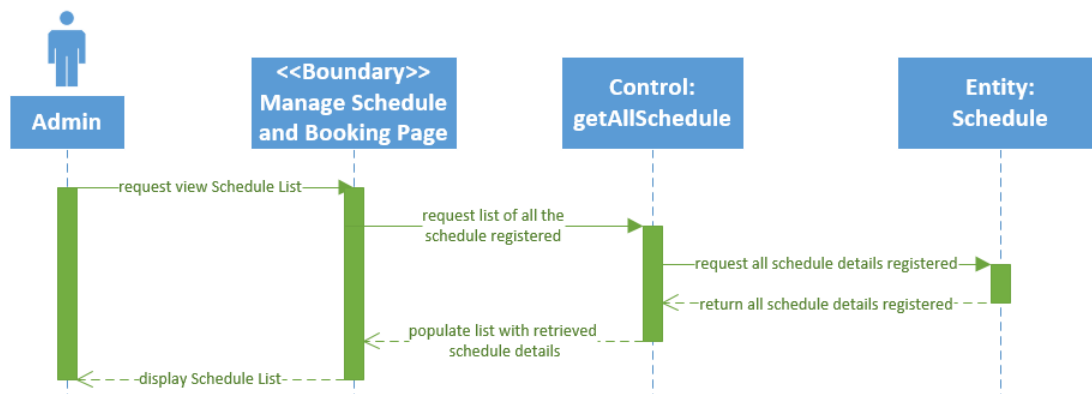 Admin
<<Boundary>>
Manage Schedule
and Booking Page
Control:
getAllSchedule
Entity:
Schedule
request view Schedule List
request list of all the
schedule registered
request all schedule details registered
return all schedule details registered
populate list with retrieved
schedule details
display Schedule List